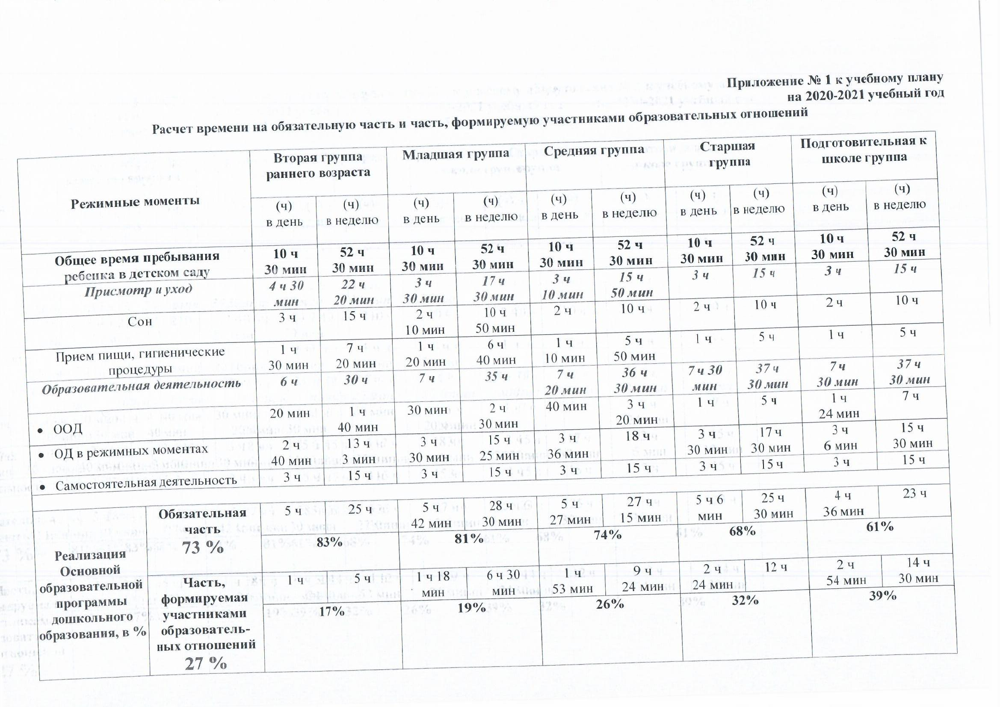 Приложение № 1 к учебному плану
на 2020-2021 учебный год
Расчет времени на обязательную часть и часть, формируемую участниками образовательных отношений
Режимные моменты
Вторая группа
раннего возраста
Младшая группа
Средняя группа
Старшая
группа
Подготовительная к
школе группа
(ч)
в день
(ч)
в неделю
(ч)
в день
(ч)
в неделю
(ч)
в день
(ч)
в неделю
(ч)
в день
(ч)
в неделю
(ч)
в день
(ч)
в неделю
Общее время пребывания
ребенка в детском саду
10 ч
30 мин
52 ч
30 мин
10 ч
30 мин
52 ч
30 мин
10 ч
30 мин
52 ч
30 мин
10 ч
30 мин
52 ч
30 мин
10 ч
30 мин
52 ч
30 мин
Присмотр и уход
4 ч 30
мин
22 ч
20 мин
3 ч
30 мин
17 ч
30 мин
3 ч
10 мин
15 ч
50 мин
3 ч
15 ч
3 ч
15 ч
Сон
3 ч
15 ч
2 ч
10 мин
10 ч
50 мин
2 ч
10 ч
2 ч
10 ч
2 ч
10 ч
Прием пищи, гигиенические
процедуры
1 ч
30 мин
7 ч
20 мин
1 ч
20 мин
6 ч
40 мин
1 ч
10 мин
5 ч
50 мин
1 ч
5 ч
1 ч
5 ч
Образовательная деятельность
6 ч
30 ч
7 ч
35 ч
7 ч
20 мин
36 ч
30 мин
7 ч 30
мин
37 ч
30 мин
7 ч
30 мин
37 ч
30 мин
• ООД
20 мин
1 ч
40 мин
30 мин
2 ч
30 мин
40 мин
3 ч
20 мин
1 ч
5 ч
1 ч
24 мин
7 ч
• ОД в режимных моментах
2 ч
40 мин
13 ч
3 мин
3 ч
30 мин
15 ч
25 мин
3 ч
36 мин
18 ч
3 ч
30 мин
17 ч
30 мин
3 ч
6 мин
15 ч
30 мин
• Самостоятельная деятельность
3 ч
15 ч
3 ч
15 ч
3 ч
15 ч
3 ч
15 ч
3 ч
15 ч
Реализация
Основной
образовательной
программы
дошкольного
образования, в %
Обязательная
часть
73 %
5 ч
25 ч
5 ч
42 мин
28 ч
30 мин
5 ч
27 мин
27 ч
15 мин
5 ч 6
мин
25 ч
30 мин
4 ч
36 мин
23 ч
83%
81%
74%
68%
61%
Часть,
формируемая
участниками
образователь-
ных отношений
27 %
1 ч
5 ч
1 ч 18
мин
6 ч 30
мин
1 ч
53 мин
9 ч
24 мин
2 ч
24 мин
12 ч
2 ч
54 мин
14 ч
30 мин
17%
19%
26%
32%
39%